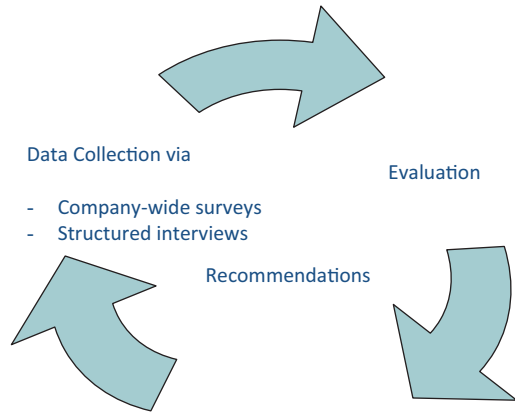 Data Collection via
- Company-wide surveys
- Structured interviews
Evaluation
Recommendations